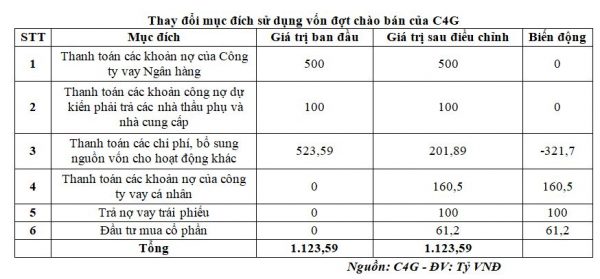 Thay đổi mục đích sử dụng vốn đợt chào bán của C4G
STT Mục đích Giá trị ban đầu Giá trị sau điều chỉnh Biến động
1 Thanh toán các khoản nợ của Công
ty vay Ngân hàng 500 500 0
2 Thanh toán các khoản công nợ dự
kiến phải trả các nhà thầu phụ và
nhà cung cấp 100 100 0
3 Thanh toán các chi phí, bổ sung
nguồn vốn cho hoạt động khác 523,59 201,89 -321,7
4 Thanh toán các khoản nợ của công
ty vay cá nhân 0 160,5 160,5
5 Trả nợ vay trái phiếu 0 100 100
6 Đầu tư mua cổ phần 0 61,2 61,2
Tổng 1.123,59 1.123,59
Nguồn: C4G - ĐV: Tỷ VNĐ